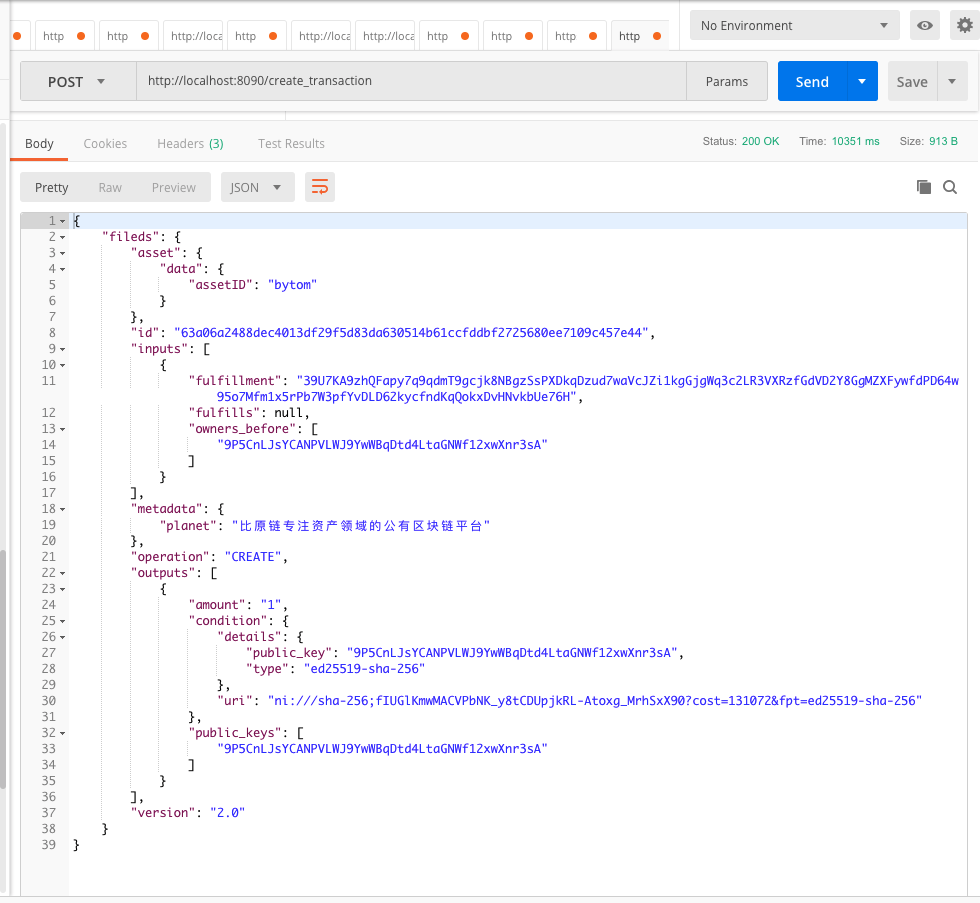 http http http://loca http http://loca http://loca http http http http
No Environment
POST http://localhost:8090/create_transaction Params Send Save
Body Cookies Headers (3) Test Results Status: 200 OK Time: 10351 ms Size: 913 B
Pretty Raw Preview JSON
1 {
2 "fileds": {
3 "asset": {
4 "data": {
5 "assetID": "bytom"
6 }
7 },
8 "id": "63a06a2488dec4013df29f5d83da630514b61ccfddbf2725680ee7109c457e44",
9 "inputs": [
10 {
11 "fulfillment": "39U7KA9zhQFapy7q9qdmT9gcjk8NBgzSsPXDkqDzud7waVcJZi1kgGjgWq3c2LR3VXRzfGdVD2Y8GgMZXFywfdPD64w
95o7Mfm1x5rPb7W3pfYvDLD62kycfndKqQokxDvHNvkbUe76H",
12 "fulfills": null,
13 "owners_before": [
14 "9P5CnLJsYCANPVLWJ9YwWBqDtd4LtaGNWf12xwXnr3sA"
15 ]
16 }
17 ],
18 "metadata": {
19 "planet": "比原链专注资产领域的公有区块链平台"
20 },
21 "operation": "CREATE",
22 "outputs": [
23 {
24 "amount": "1",
25 "condition": {
26 "details": {
27 "public_key": "9P5CnLJsYCANPVLWJ9YwWBqDtd4LtaGNWf12xwXnr3sA",
28 "type": "ed25519-sha-256"
29 },
30 "uri": "ni:///sha-256;fIUGlKmwMACVPbNK_y8tCDUpjkRL-Atoxg_MrhSxX90?cost=131072&fpt=ed25519-sha-256"
31 },
32 "public_keys": [
33 "9P5CnLJsYCANPVLWJ9YwWBqDtd4LtaGNWf12xwXnr3sA"
34 ]
35 }
36 ],
37 "version": "2.0"
38 }
39 }